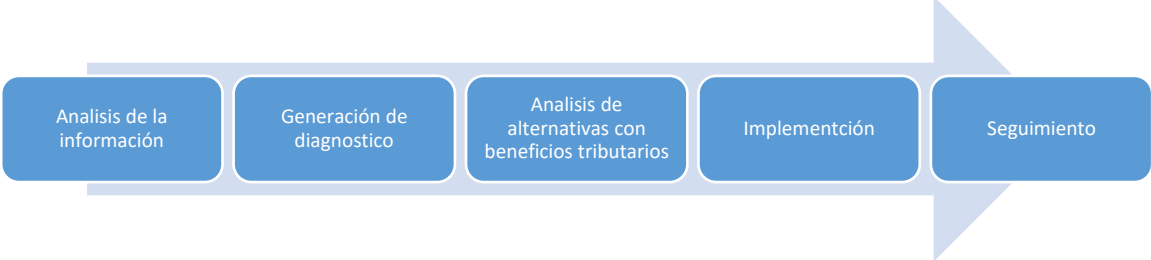 Analisis de la
información
Generación de
diagnostico
Analisis de
alternativas con
beneficios tributarios
Implementción
Seguimiento